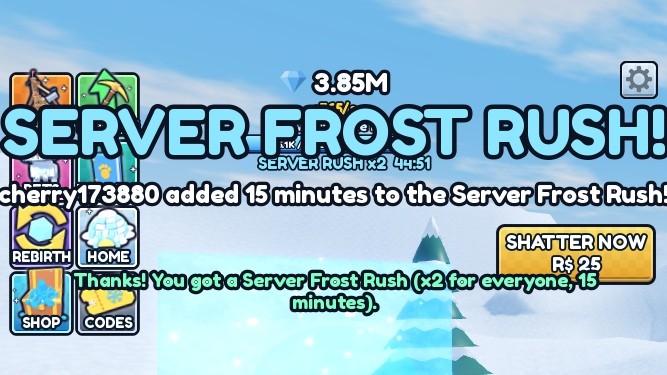 3.85M
SERVER FROST RUSH!
SERVER RUSH x2 44:51
cherry173880 added 15 minutes to the Server Frost Rush!
REBIRTH
HOME
SHATTER NOW
R$ 25
Thanks! You got a Server Frost Rush (x2 for everyone, 15
minutes).
SHOP
CODES